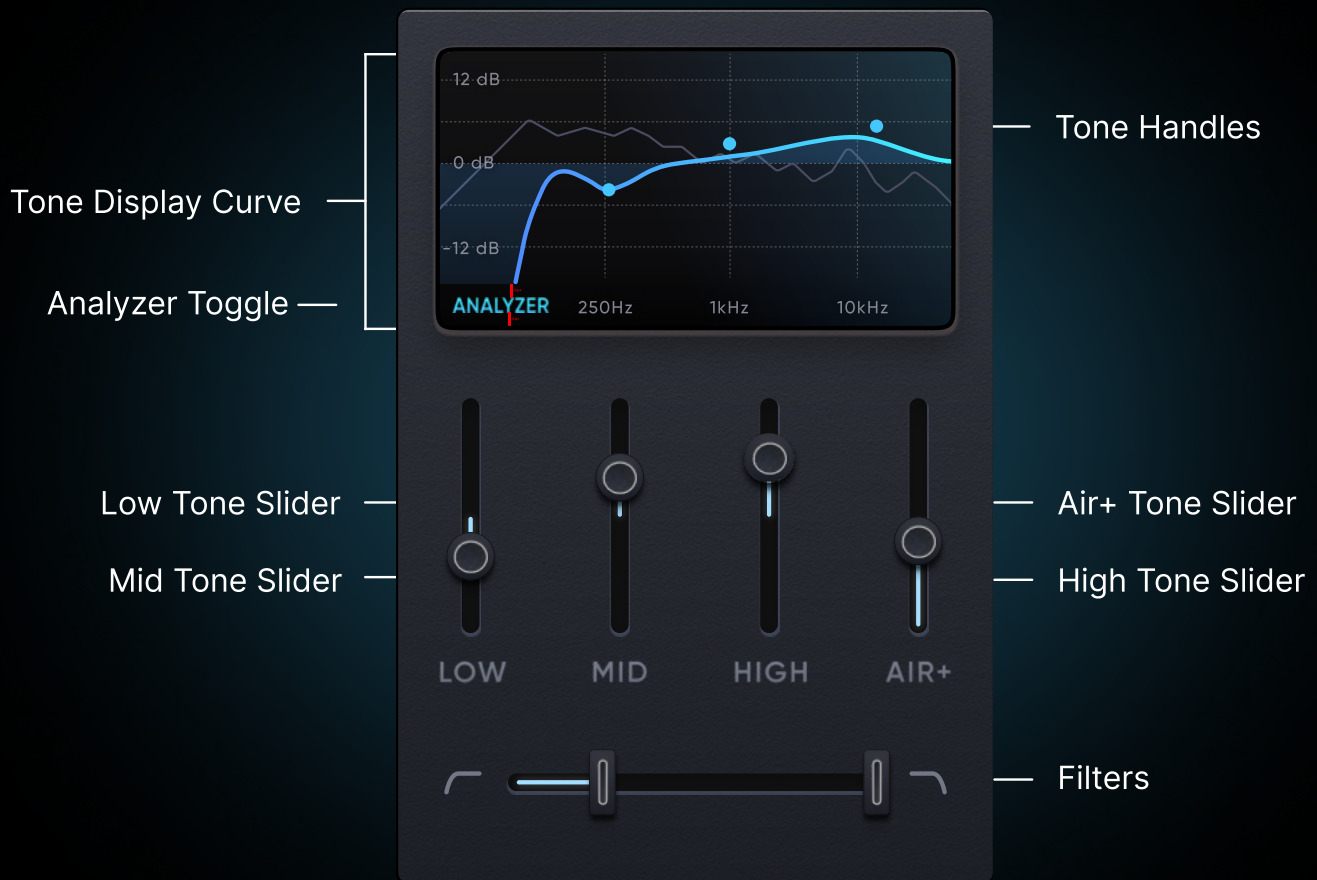 12 dB
Tone Handles
0 dB
Tone Display Curve
-12 dB
Analyzer Toggle
ANALYZER 250Hz 1kHz 10kHz
Low Tone Slider
Air+ Tone Slider
Mid Tone Slider
High Tone Slider
LOW MID HIGH AIR+
Filters